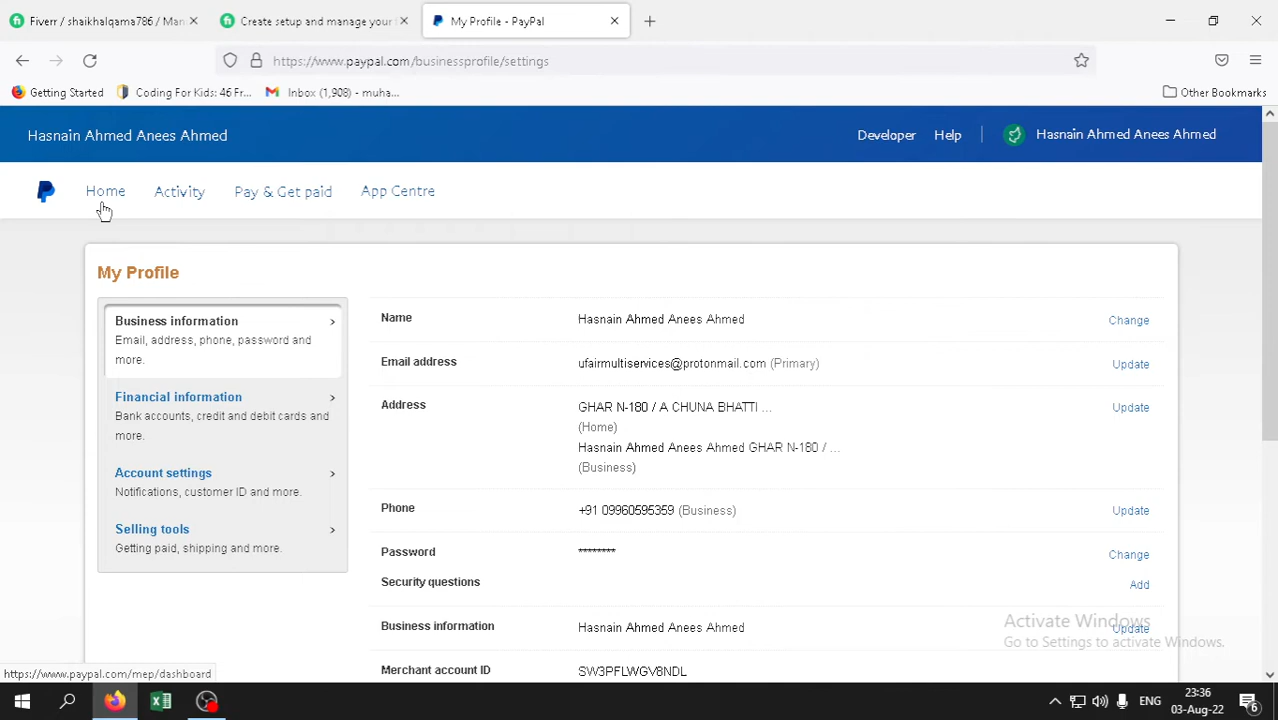 Fiverr / shaikhalqama786 / Man
Create setup and manage your f
My Profile - PayPal
https://www.paypal.com/businessprofile/settings
Getting Started
Coding For Kids: 46 Fr...
Inbox (1,908) - muha...
Other Bookmarks
Hasnain Ahmed Anees Ahmed
Developer
Help
Hasnain Ahmed Anees Ahmed
Home
Activity
Pay & Get paid
App Centre
My Profile
Business information
Email, address, phone, password and
more.
Financial information
Bank accounts, credit and debit cards and
more.
Account settings
Notifications, customer ID and more.
Selling tools
Getting paid, shipping and more.
Name Hasnain Ahmed Anees Ahmed Change
Email address ufairmultiservices@protonmail.com (Primary) Update
Address GHAR N-180 / A CHUNA BHATTI ... Update
(Home)
Hasnain Ahmed Anees Ahmed GHAR N-180 / ...
(Business)
Phone +91 09960595359 (Business) Update
Password ******** Change
Security questions Add
Business information Hasnain Ahmed Anees Ahmed Update
Merchant account ID SW3PFLWGV8NDL
Activate Windows
Go to Settings to activate Windows.
https://www.paypal.com/mep/dashboard
ENG
23:36
03-Aug-22
6